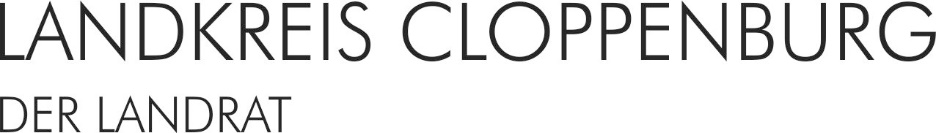 LANDKREIS CLOPPENBURG
DER LANDRAT